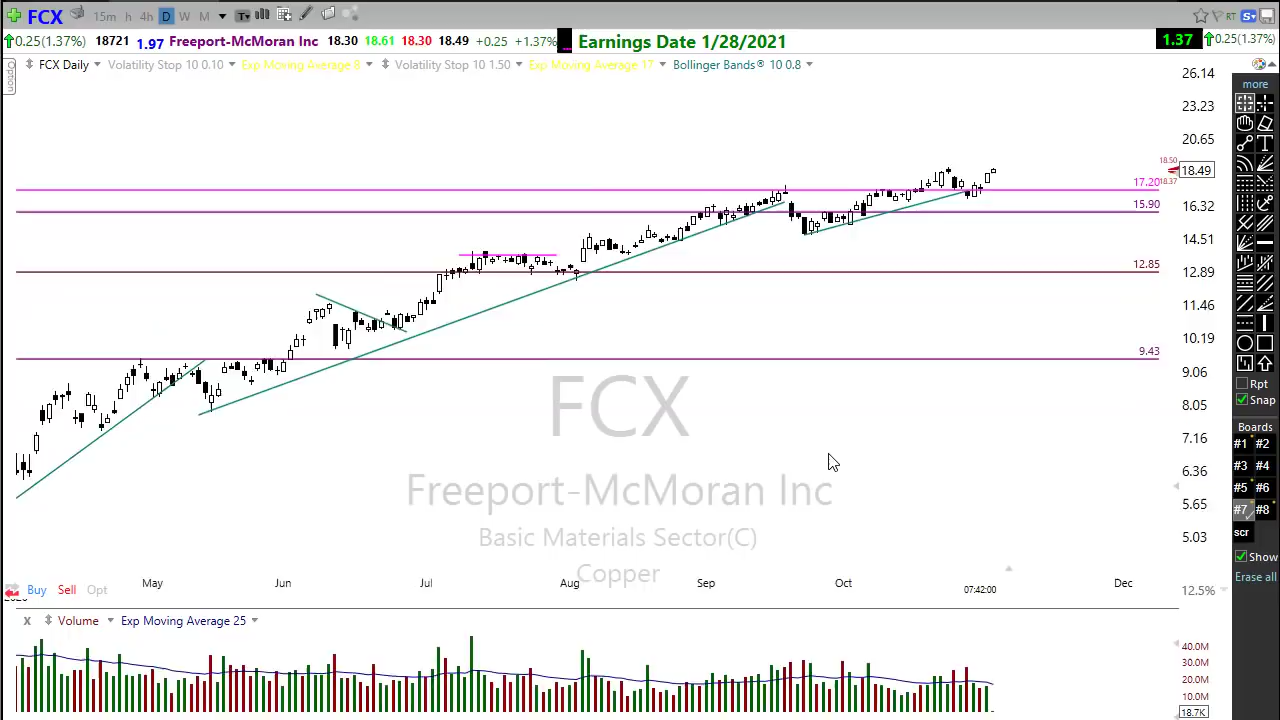 FCX 15m h 4h D W M T RT S
0.25(1.37%) 18721 1.97 Freeport-McMoran Inc 18.30 18.61 18.30 18.49 +0.25 +1.37% Earnings Date 1/28/2021 1.37 0.25(1.37%)
FCX Daily Volatility Stop 10 0.10 Exp Moving Average 8 Volatility Stop 10 1.50 Exp Moving Average 17 Bollinger Bands® 10 0.8
Option
26.14
more
23.23
20.65
18.50
18.49
18.37
17.20
15.90
16.32
14.51
12.85
12.89
11.46
10.19
9.43
9.06
Rpt
Snap
8.05
Boards
7.16
#1 #2
6.36
#3 #4
5.65
#5 #6
#7 #8
5.03
scr
FCX
Freeport-McMoran Inc
Basic Materials Sector(C)
Copper
Show
Erase all
May Jun Jul Aug Sep Oct Dec
Buy Sell Opt 07:42:00 12.5%
X Volume Exp Moving Average 25
40.0M
30.0M
20.0M
10.0M
18.7K